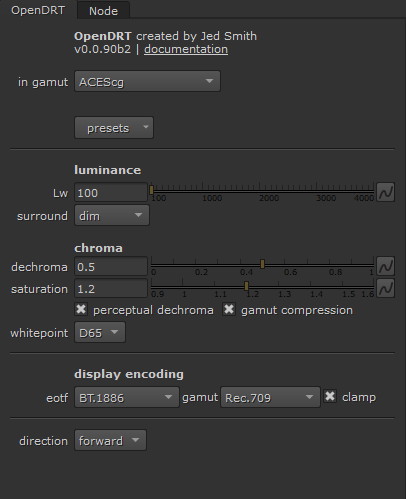 OpenDRT Node
OpenDRT created by Jed Smith
v0.0.90b2 | documentation
in gamut ACEScg
presets
luminance
Lw 100 100 1000 2000 3000 4000
surround dim
chroma
dechroma 0.5 0 0.2 0.4 0.6 0.8 1
saturation 1.2 0.9 1 1.1 1.2 1.3 1.4 1.5 1.6
perceptual dechroma gamut compression
whitepoint D65
display encoding
eotf BT.1886 gamut Rec.709 clamp
direction forward